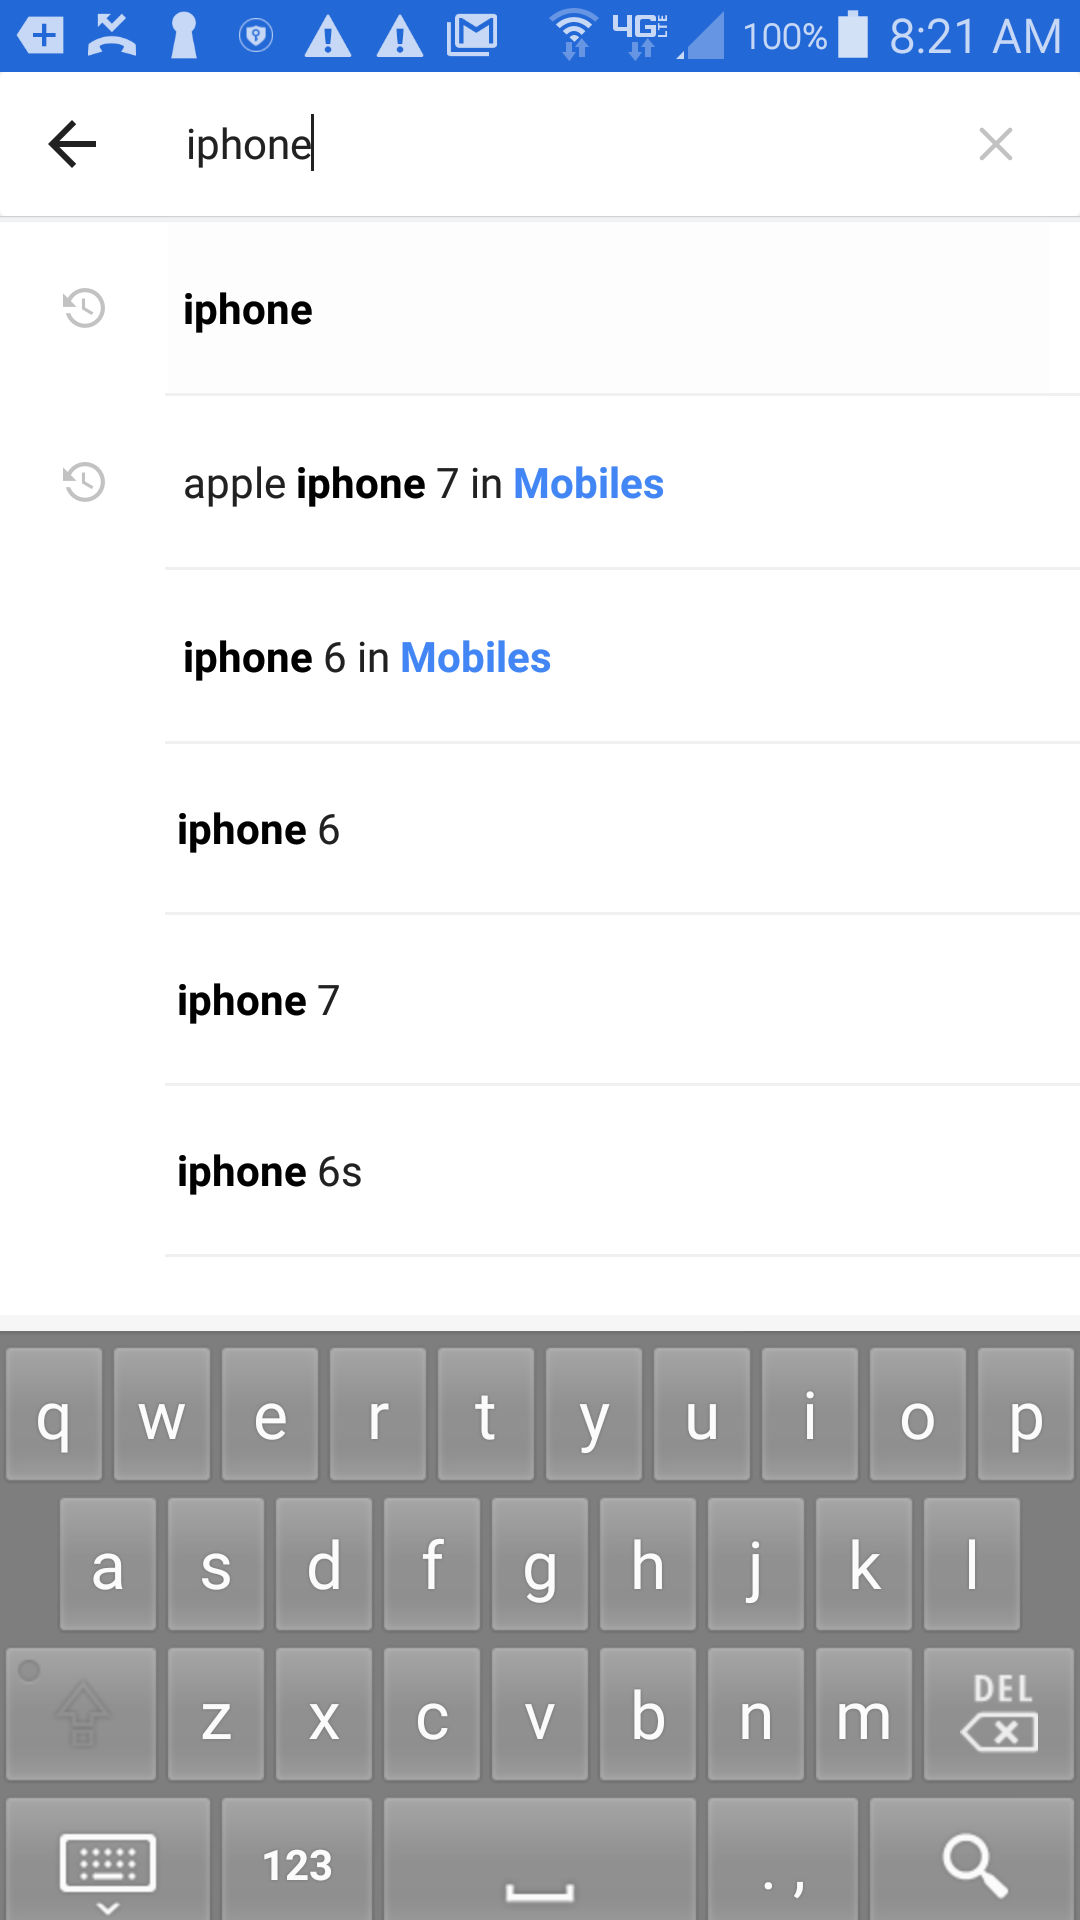 4G LTE 100% 8:21 AM
iphone
iphone
apple iphone 7 in Mobiles
iphone 6 in Mobiles
iphone 6
iphone 7
iphone 6s
q w e r t y u i o p
a s d f g h j k l
z x c v b n m DEL
123 . ,